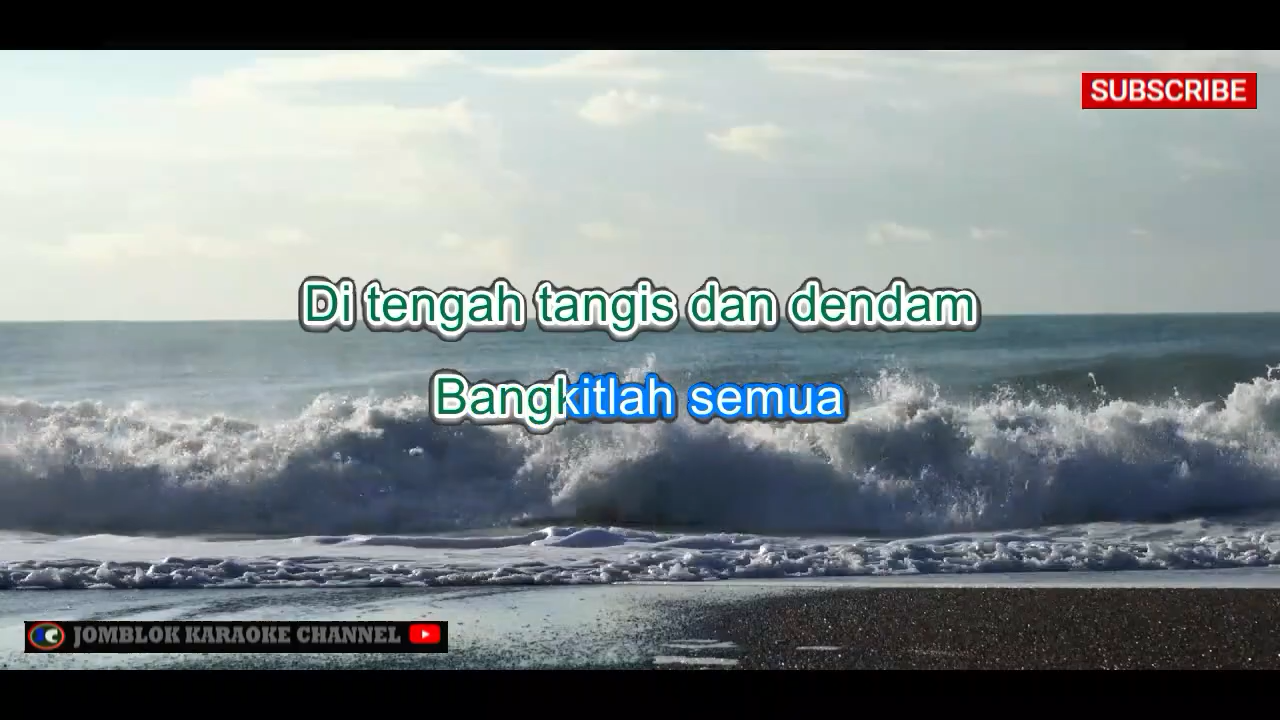 SUBSCRIBE
Di tengah tangis dan dendam
Bangkitlah semua
JOMBLOK KARAOKE CHANNEL